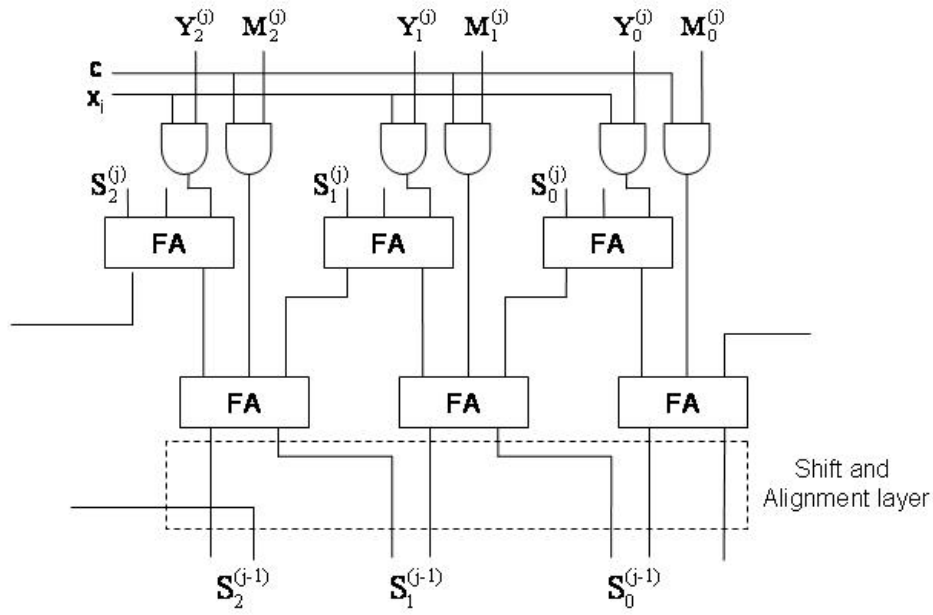 Y₂⁽ʲ⁾ M₂⁽ʲ⁾ Y₁⁽ʲ⁾ M₁⁽ʲ⁾ Y₀⁽ʲ⁾ M₀⁽ʲ⁾
c
xᵢ
S₂⁽ʲ⁾ S₁⁽ʲ⁾ S₀⁽ʲ⁾
FA FA FA
FA FA FA
Shift and
Alignment layer
S₂⁽ʲ⁻¹⁾ S₁⁽ʲ⁻¹⁾ S₀⁽ʲ⁻¹⁾